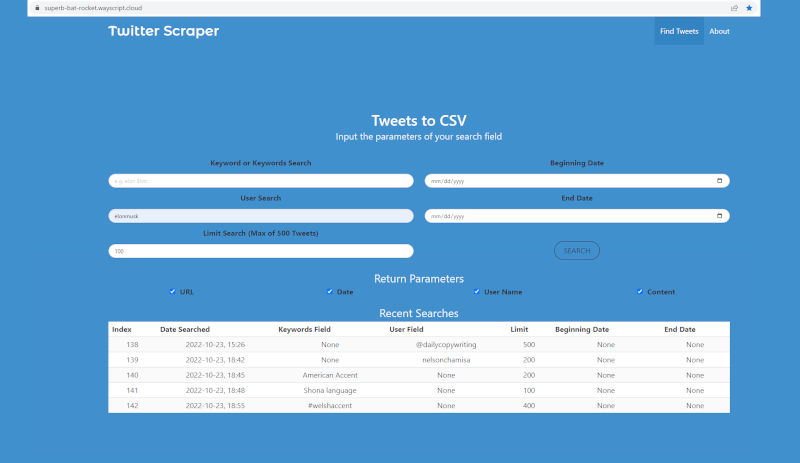 superb-bat-rocket.wayscript.cloud
Twitter Scraper
Find Tweets
About
Tweets to CSV
Input the parameters of your search field
Keyword or Keywords Search
Beginning Date
mm/dd/yyyy
User Search
End Date
elonmusk
mm/dd/yyyy
Limit Search (Max of 500 Tweets)
100
SEARCH
Return Parameters
URL Date User Name Content
Recent Searches
Index Date Searched Keywords Field User Field Limit Beginning Date End Date
138 2022-10-23, 15:26 None @dailycopywriting 500 None None
139 2022-10-23, 18:42 None nelsonchamisa 200 None None
140 2022-10-23, 18:45 American Accent None 200 None None
141 2022-10-23, 18:48 Shona language None 100 None None
142 2022-10-23, 18:55 #welshaccent None 400 None None